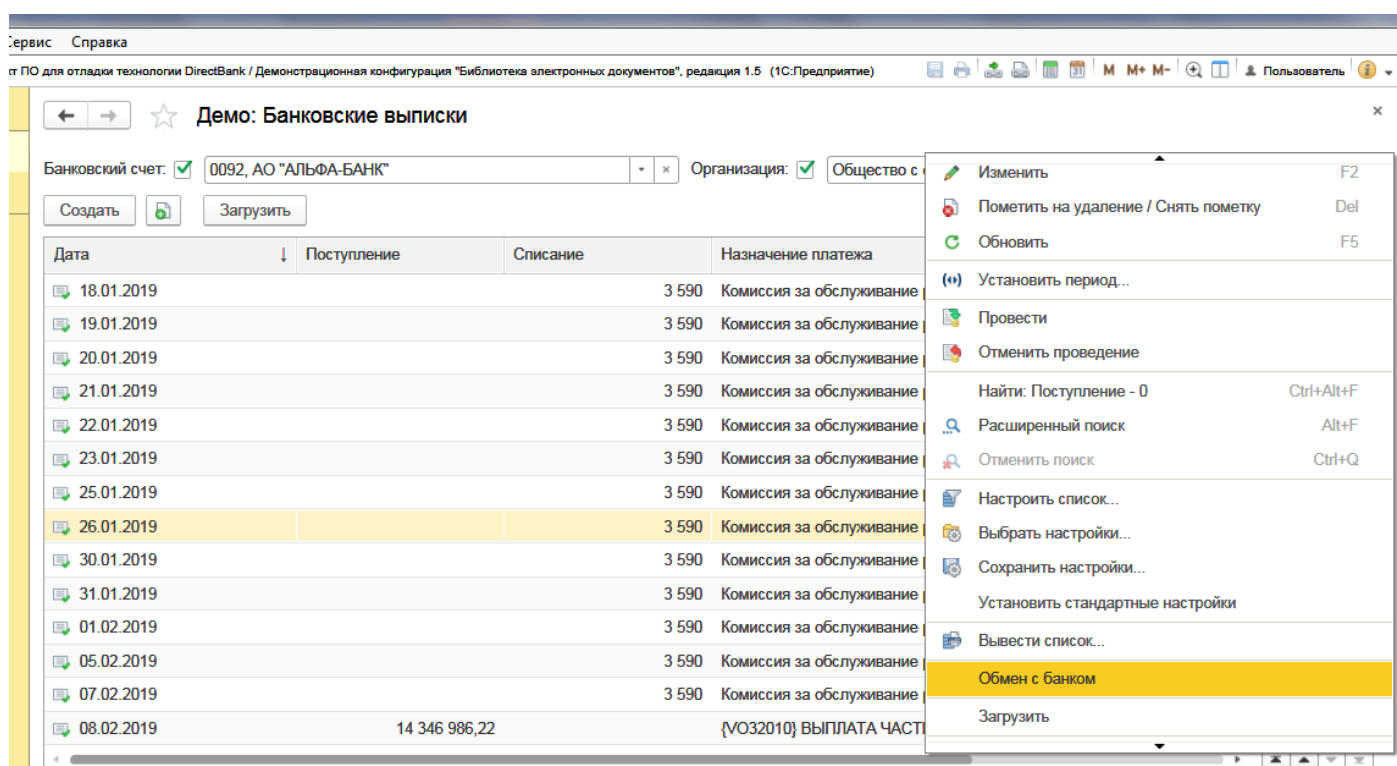 Сервис Справка
ПО для отладки технологии DirectBank / Демонстрационная конфигурация "Библиотека электронных документов", редакция 1.5 (1С:Предприятие) 31 M M+ M- Пользователь
Демо: Банковские выписки
Банковский счет: 0092, АО "АЛЬФА-БАНК" Организация: Общество с
Создать Загрузить
Дата Поступление Списание Назначение платежа
18.01.2019 3 590 Комиссия за обслуживание
19.01.2019 3 590 Комиссия за обслуживание
20.01.2019 3 590 Комиссия за обслуживание
21.01.2019 3 590 Комиссия за обслуживание
22.01.2019 3 590 Комиссия за обслуживание
23.01.2019 3 590 Комиссия за обслуживание
25.01.2019 3 590 Комиссия за обслуживание
26.01.2019 3 590 Комиссия за обслуживание
30.01.2019 3 590 Комиссия за обслуживание
31.01.2019 3 590 Комиссия за обслуживание
01.02.2019 3 590 Комиссия за обслуживание
05.02.2019 3 590 Комиссия за обслуживание
07.02.2019 3 590 Комиссия за обслуживание
08.02.2019 14 346 986,22 {VO32010} ВЫПЛАТА
Изменить F2
Пометить на удаление / Снять пометку Del
Обновить F5
Установить период...
Провести
Отменить проведение
Найти: Поступление - 0 Ctrl+Alt+F
Расширенный поиск Alt+F
Отменить поиск Ctrl+Q
Настроить список...
Выбрать настройки...
Сохранить настройки...
Установить стандартные настройки
Вывести список...
Обмен с банком
Загрузить